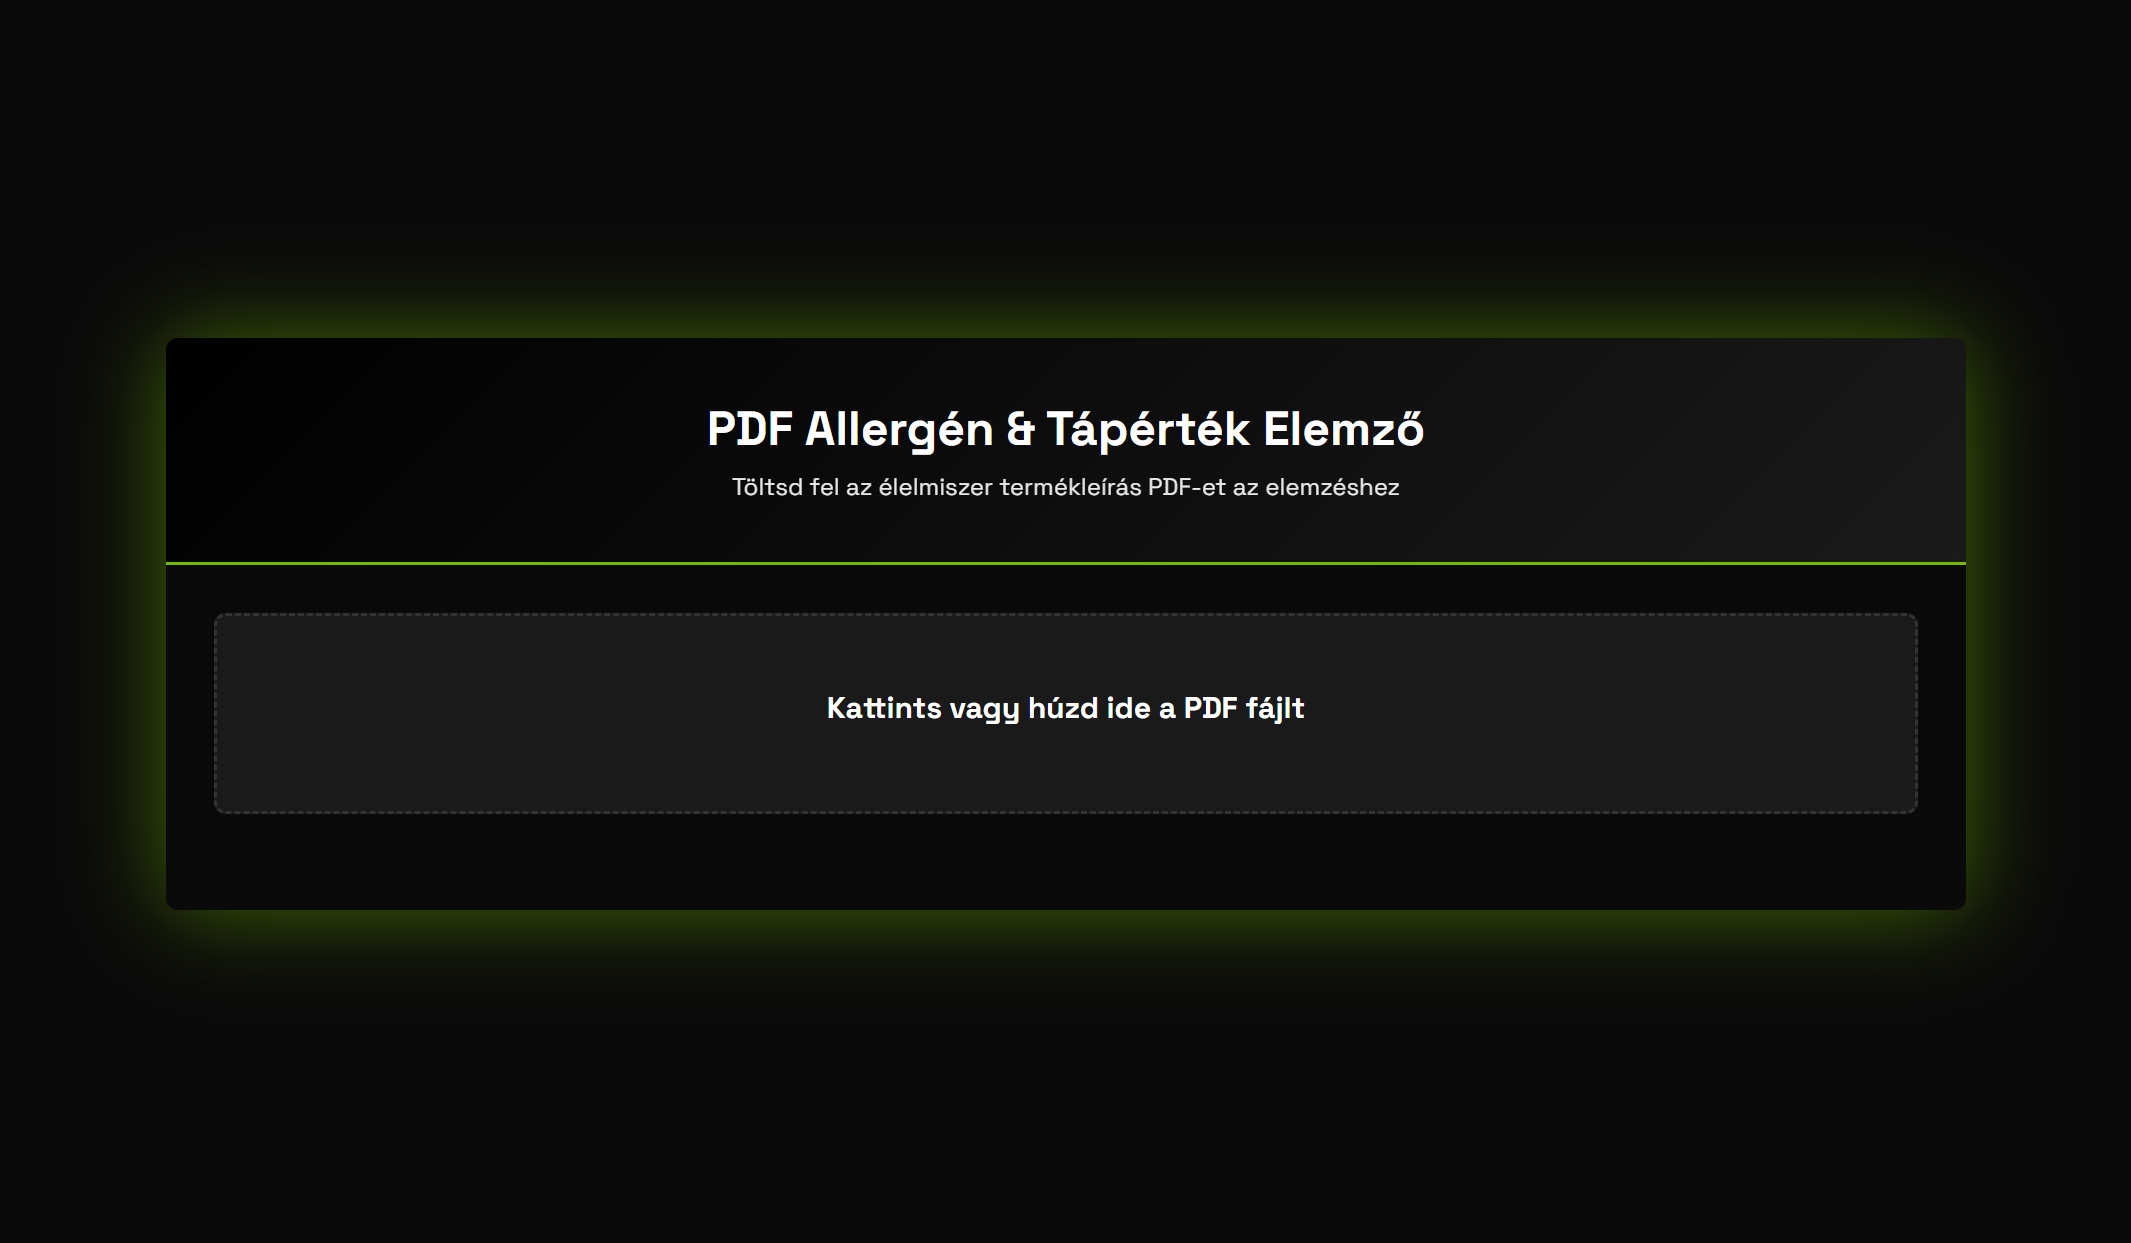 PDF Allergén & Tápérték Elemző
Töltsd fel az élelmiszer termékleírás PDF-et az elemzéshez
Kattints vagy húzd ide a PDF fájlt